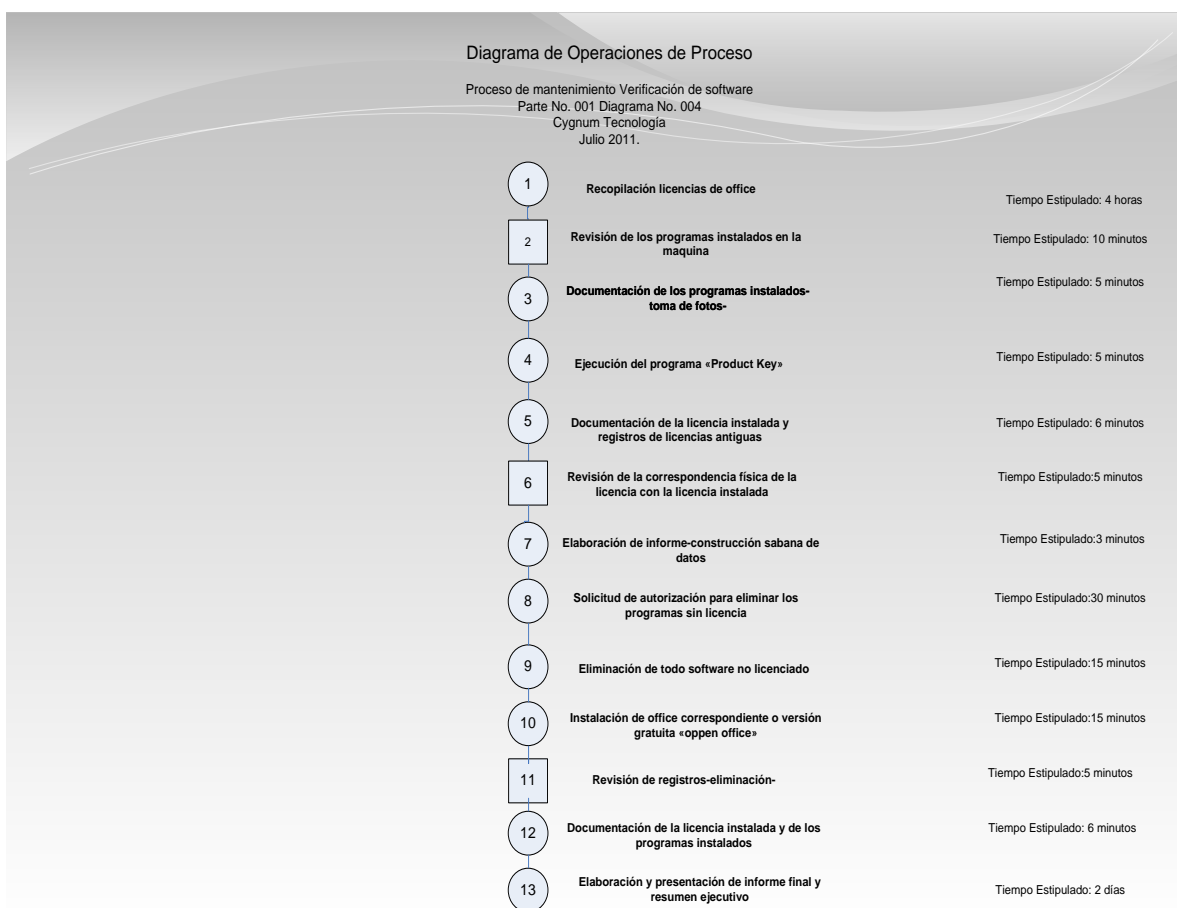 Diagrama de Operaciones de Proceso
Proceso de mantenimiento Verificación de software
Parte No. 001 Diagrama No. 004
Cygnum Tecnología
Julio 2011.
1
Recopilación licencias de office
Tiempo Estipulado: 4 horas
2
Revisión de los programas instalados en la
maquina
Tiempo Estipulado: 10 minutos
3
Documentación de los programas instalados-
toma de fotos-
Tiempo Estipulado: 5 minutos
4
Ejecución del programa «Product Key»
Tiempo Estipulado: 5 minutos
5
Documentación de la licencia instalada y
registros de licencias antiguas
Tiempo Estipulado: 6 minutos
6
Revisión de la correspondencia física de la
licencia con la licencia instalada
Tiempo Estipulado:5 minutos
7
Elaboración de informe-construcción sabana de
datos
Tiempo Estipulado:3 minutos
8
Solicitud de autorización para eliminar los
programas sin licencia
Tiempo Estipulado:30 minutos
9
Eliminación de todo software no licenciado
Tiempo Estipulado:15 minutos
10
Instalación de office correspondiente o versión
gratuita «oppen office»
Tiempo Estipulado:15 minutos
11
Revisión de registros-eliminación-
Tiempo Estipulado:5 minutos
12
Documentación de la licencia instalada y de los
programas instalados
Tiempo Estipulado: 6 minutos
13
Elaboración y presentación de informe final y
resumen ejecutivo
Tiempo Estipulado: 2 días